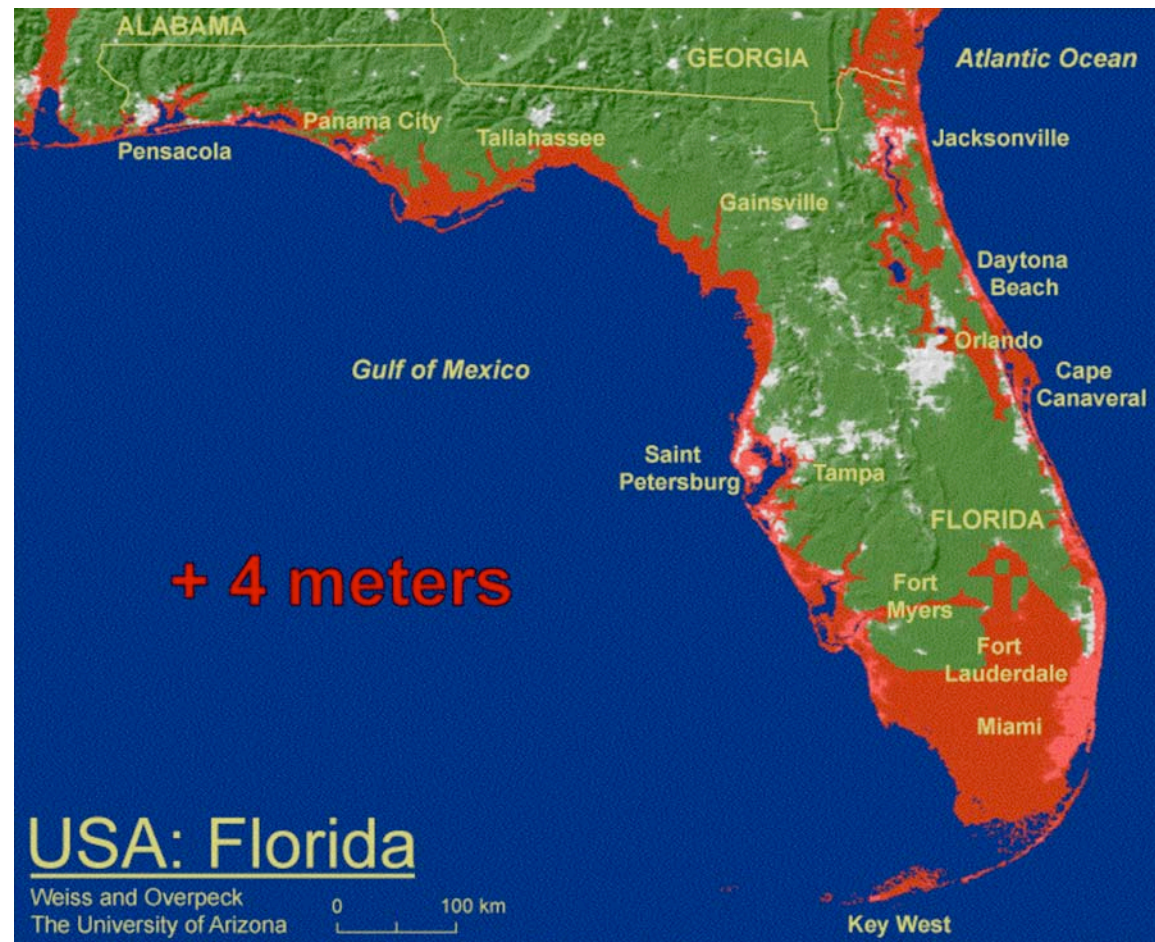 ALABAMA
GEORGIA
Atlantic Ocean
Panama City
Tallahassee
Jacksonville
Pensacola
Gainsville
Daytona
Beach
Orlando
Gulf of Mexico
Cape
Canaveral
Saint
Petersburg
Tampa
FLORIDA
+ 4 meters
Fort
Myers
Fort
Lauderdale
Miami
USA: Florida
Weiss and Overpeck
The University of Arizona
0 100 km
Key West